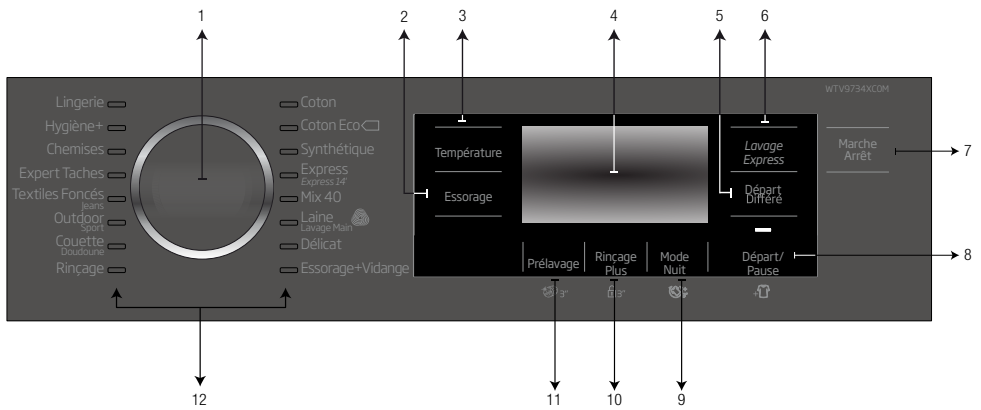 1
2
3
4
5
6
WTV9734XC0M
Lingerie
Hygiène+
Chemises
Expert Taches
Textiles Foncés
Jeans
Outdoor
Sport
Couette
Doudoune
Rinçage
Coton
Coton Eco
Synthétique
Express
Express 14'
Mix 40
Laine
Lavage Main
Délicat
Essorage+Vidange
Température
Essorage
Lavage
Express
Départ
Différé
Marche
Arrêt
7
Prélavage
Rinçage
Plus
Mode
Nuit
Départ/
Pause
8
3"
3"
12
11
10
9